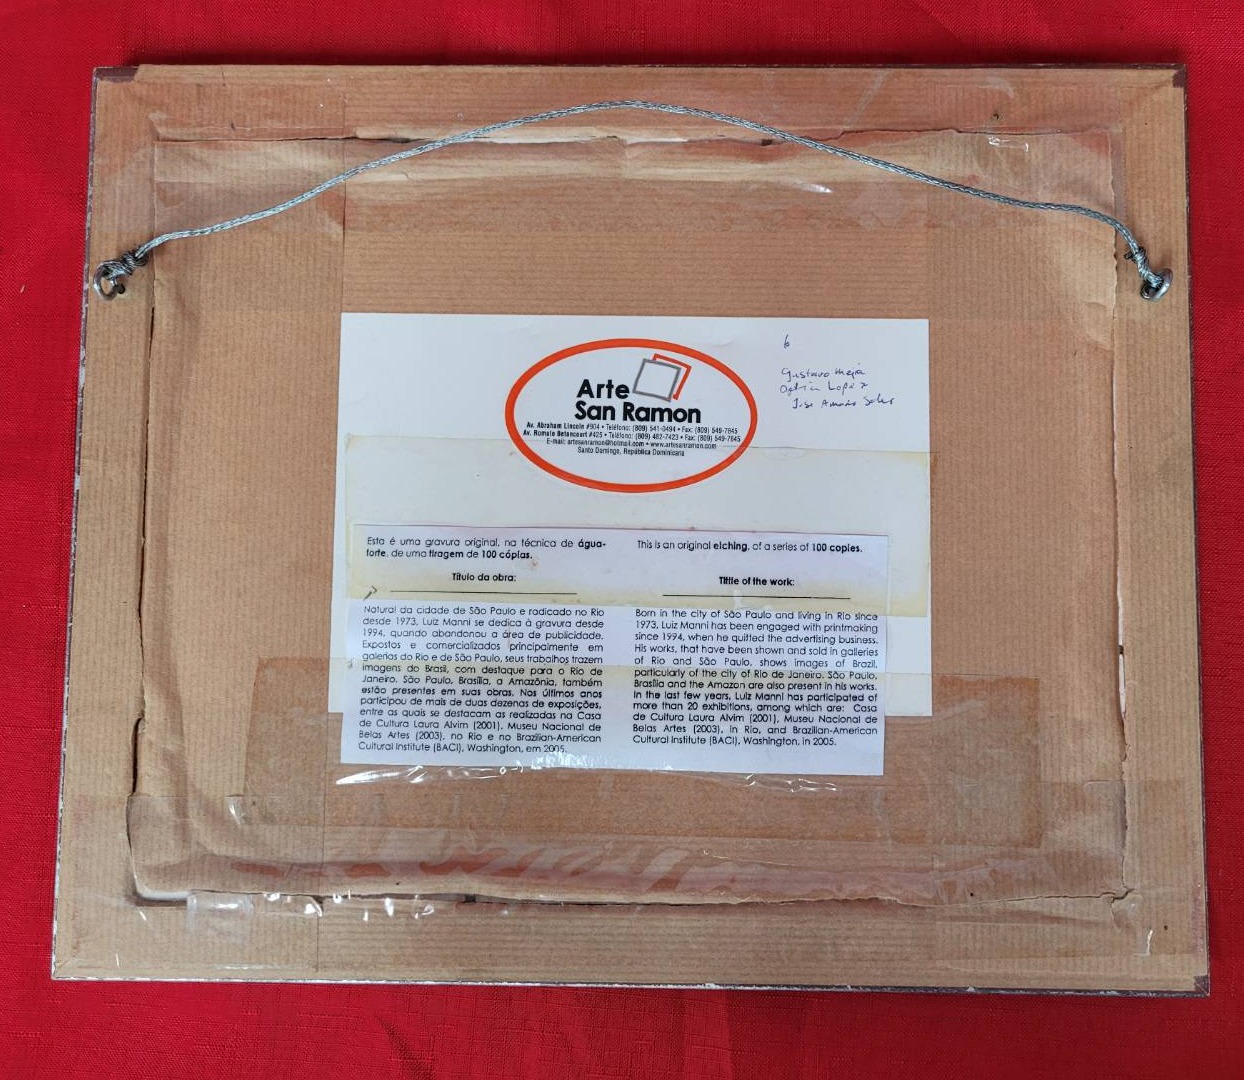 6
Gustavo Mejia
Lopez
Jose Amado Soler
Arte
San Ramon
Av. Abraham Lincoln #904 • Teléfono: (809) 541-0494 • Fax: (809) 549-7845
Av. Romulo Betancourt #425 • Teléfono: (809) 482-7423 • Fax: (809) 549-7845
E-mail: artesanramon@hotmail.com • www.artesanramon.com
Santo Domingo, República Dominicana
Esta é uma gravura original, na técnica de água-
forte, de uma tiragem de 100 cópias.
Título da obra:
Natural da cidade de São Paulo e radicado no Rio
desde 1973, Luiz Manni se dedica à gravura desde
1994, quando abandonou a área de publicidade.
Expostos e comercializados principalmente em
galerias do Rio e de São Paulo, seus trabalhos trazem
imagens do Brasil, com destaque para o Rio de
Janeiro. São Paulo, Brasília, a Amazônia, também
estão presentes em suas obras. Nos últimos anos
participou de mais de duas dezenas de exposições,
entre as quais se destacam as realizadas na Casa
de Cultura Laura Alvim (2001), Museu Nacional de
Belas Artes (2003), no Rio e no Brazilian-American
Cultural Institute (BACI), Washington, em 2005.
This is an original etching, of a series of 100 copies.
Tittle of the work:
Born in the city of São Paulo and living in Rio since
1973, Luiz Manni has been engaged with printmaking
since 1994, when he quitted the advertising business.
His works, that have been shown and sold in galleries
of Rio and São Paulo, shows images of Brazil,
particularly of the city of Rio de Janeiro. São Paulo,
Brasília and the Amazon are also present in his works.
In the last few years, Luiz Manni has participated of
more than 20 exhibitions, among which are: Casa
de Cultura Laura Alvim (2001), Museu Nacional de
Belas Artes (2003), in Rio, and Brazilian-American
Cultural Institute (BACI), Washington, in 2005.